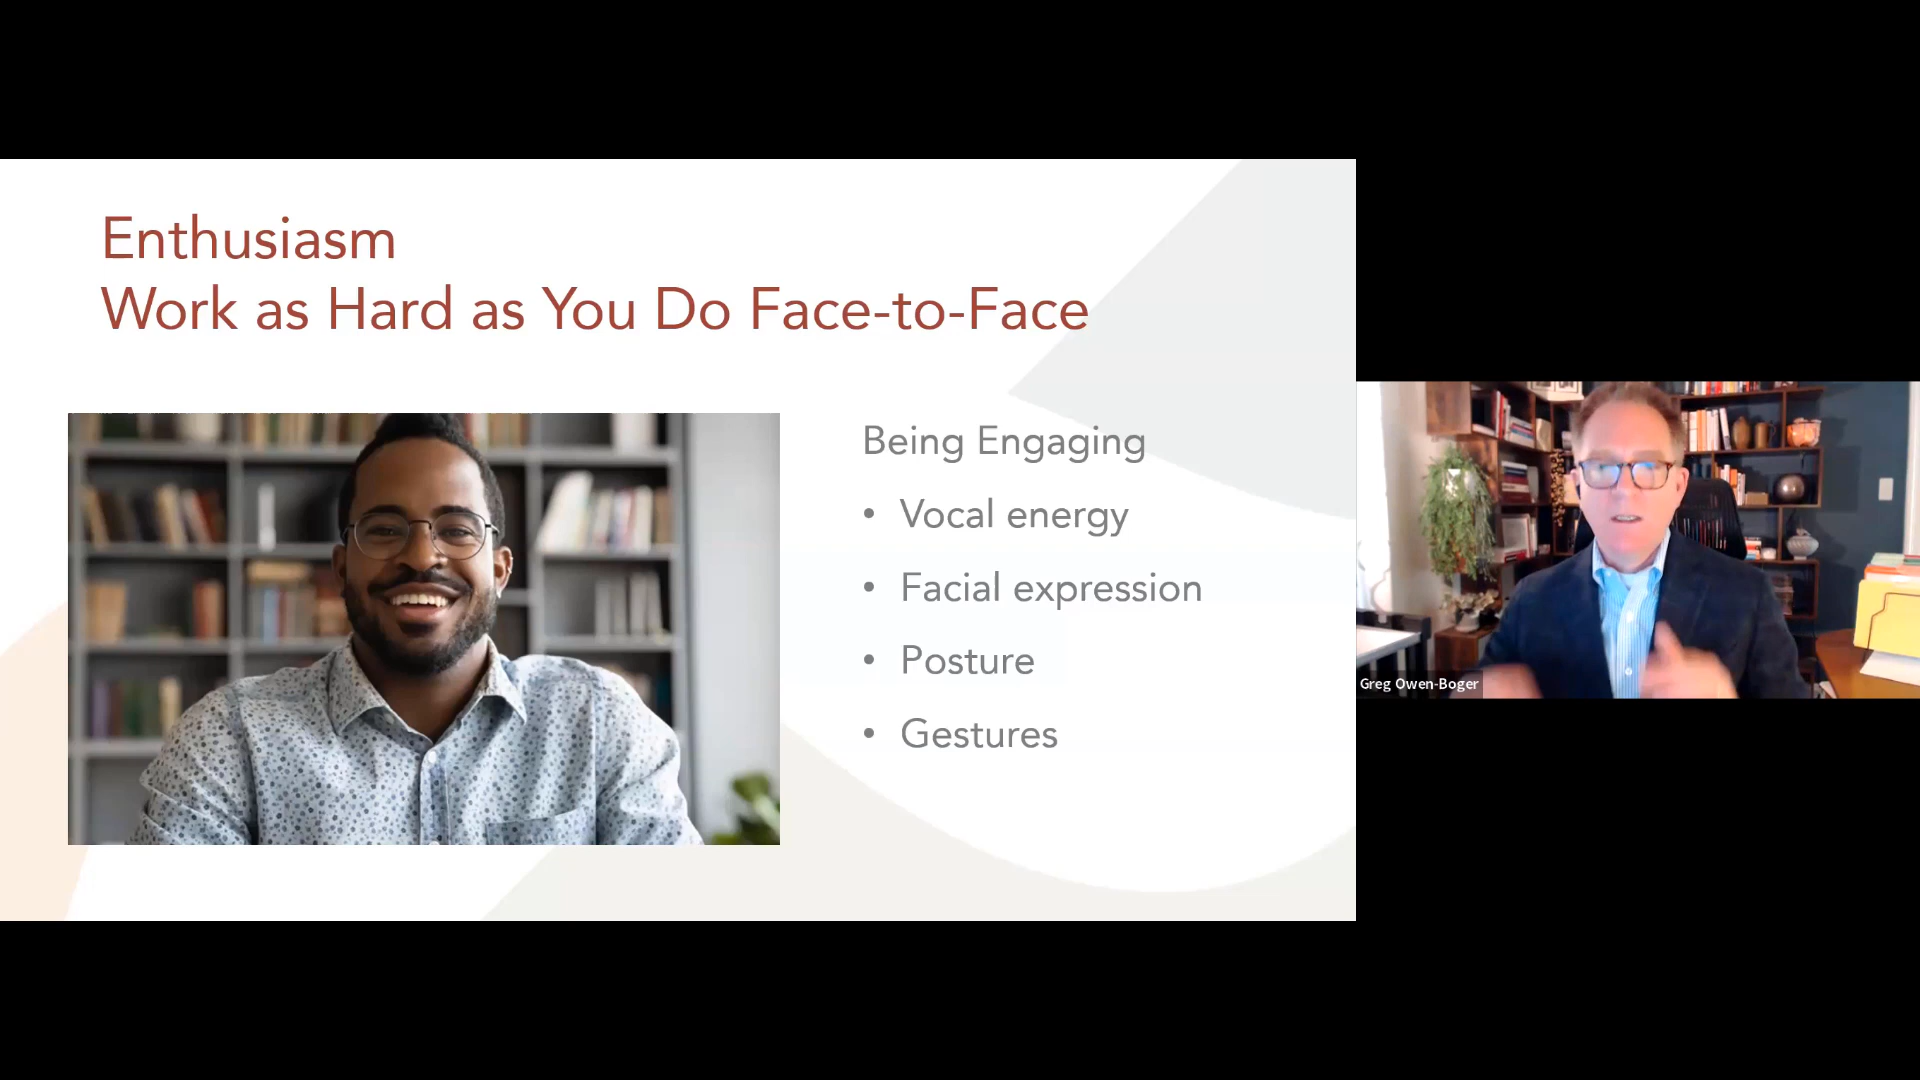 Enthusiasm
Work as Hard as You Do Face-to-Face
Being Engaging
• Vocal energy
• Facial expression
• Posture
• Gestures
Greg Owen-Boger